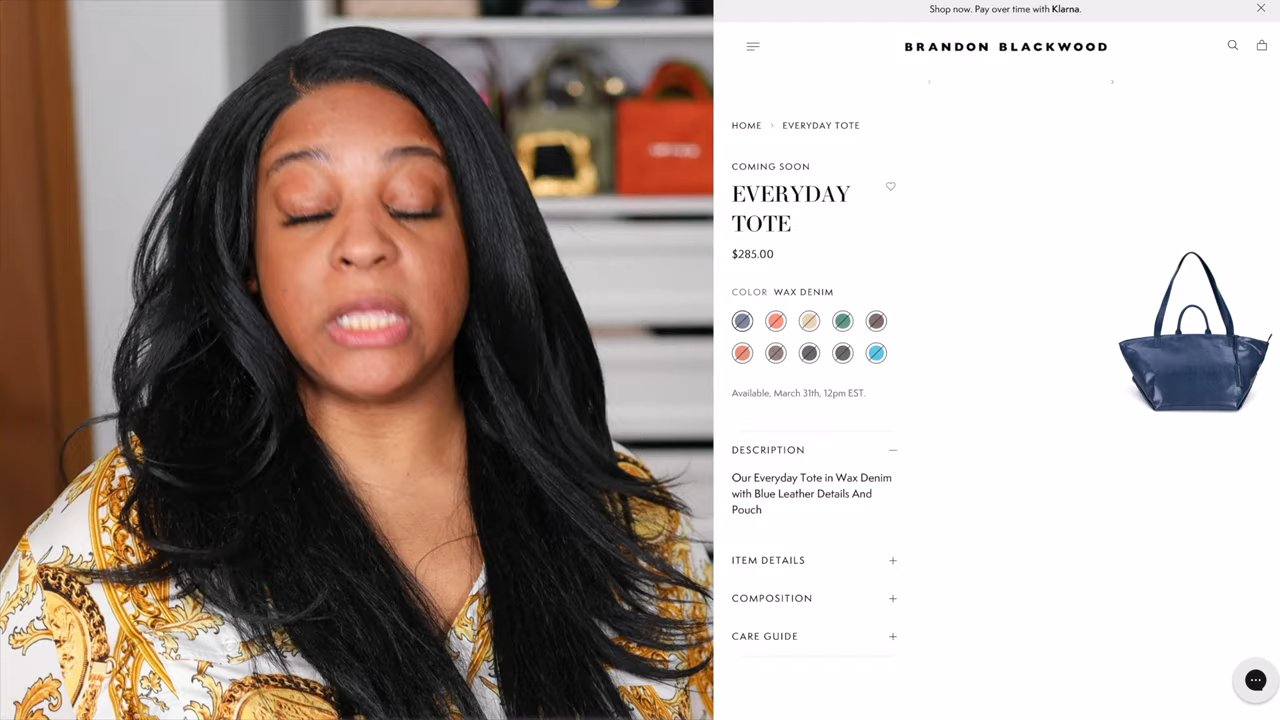 Shop now. Pay over time with Klarna.
BRANDON BLACKWOOD
HOME > EVERYDAY TOTE
COMING SOON
EVERYDAY
TOTE
$285.00
COLOR WAX DENIM
Available, March 31th, 12pm EST.
DESCRIPTION
Our Everyday Tote in Wax Denim
with Blue Leather Details And
Pouch
ITEM DETAILS
COMPOSITION
CARE GUIDE